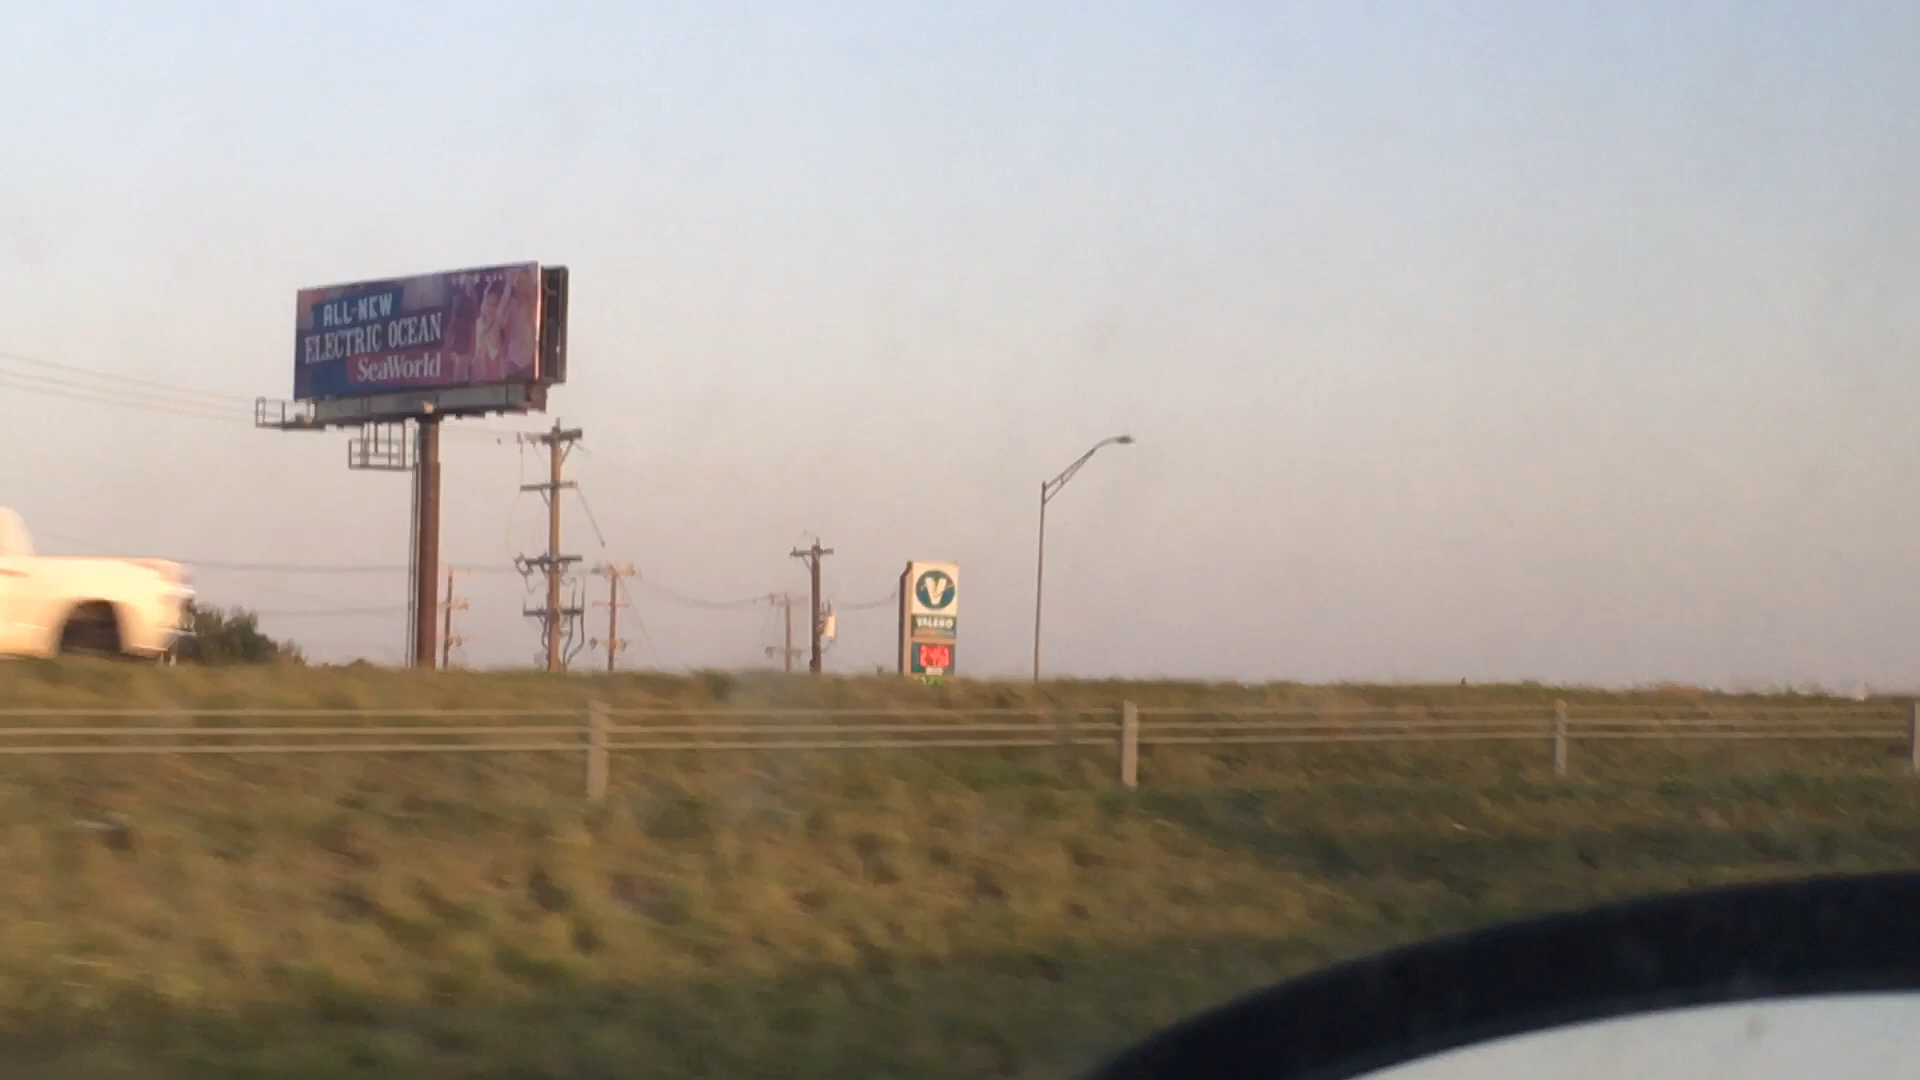 ALL-NEW
ELECTRIC OCEAN
SeaWorld
V
VALERO